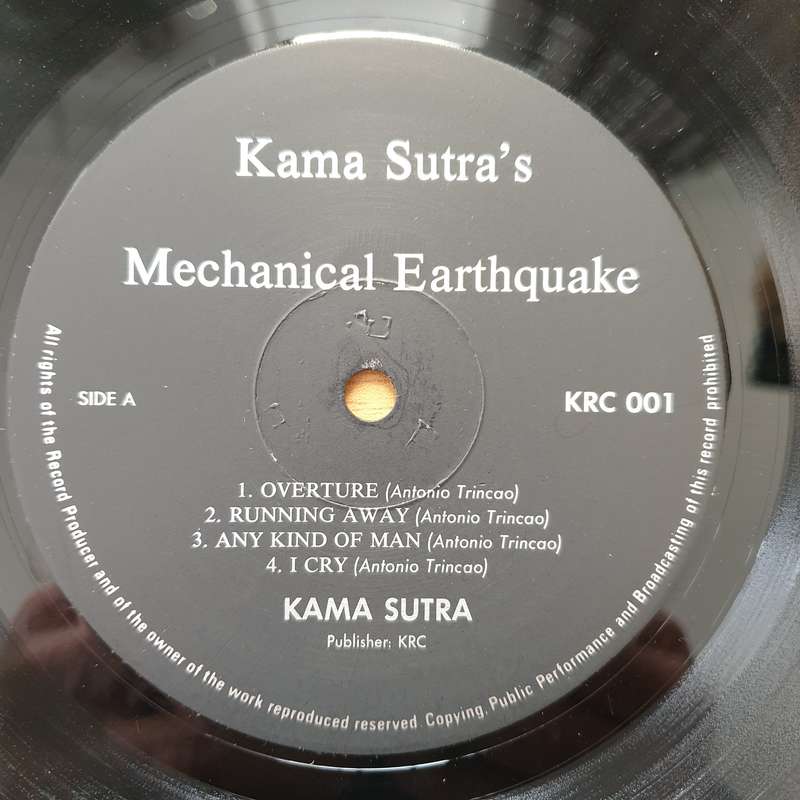 Kama Sutra's
Mechanical Earthquake
SIDE A
KRC 001
1. OVERTURE (Antonio Trincao)
2. RUNNING AWAY (Antonio Trincao)
3. ANY KIND OF MAN (Antonio Trincao)
4. I CRY (Antonio Trincao)
KAMA SUTRA
Publisher: KRC
All rights of the Record Producer and of the owner of the work reproduced reserved. Copying, Public Performance and Broadcasting of this record prohibited